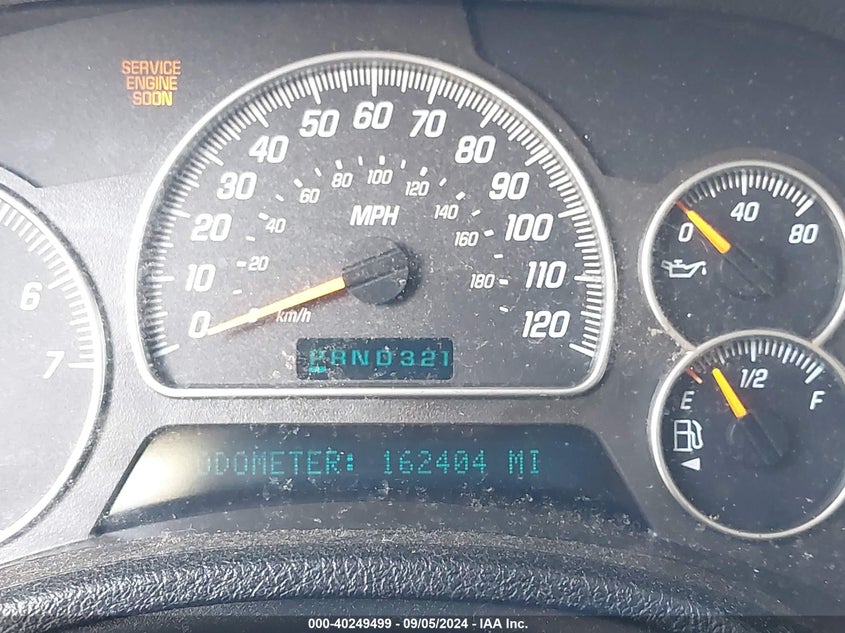 SERVICE
ENGINE
SOON
0 10 20 30 40 50 60 70 80 90 100 110 120
20 40 60 80 100 120 140 160 180
MPH
km/h
PRND321
ODOMETER: 162404 MI
6
7
0 40 80
E 1/2 F
000-40249499 - 09/05/2024 - IAA Inc.